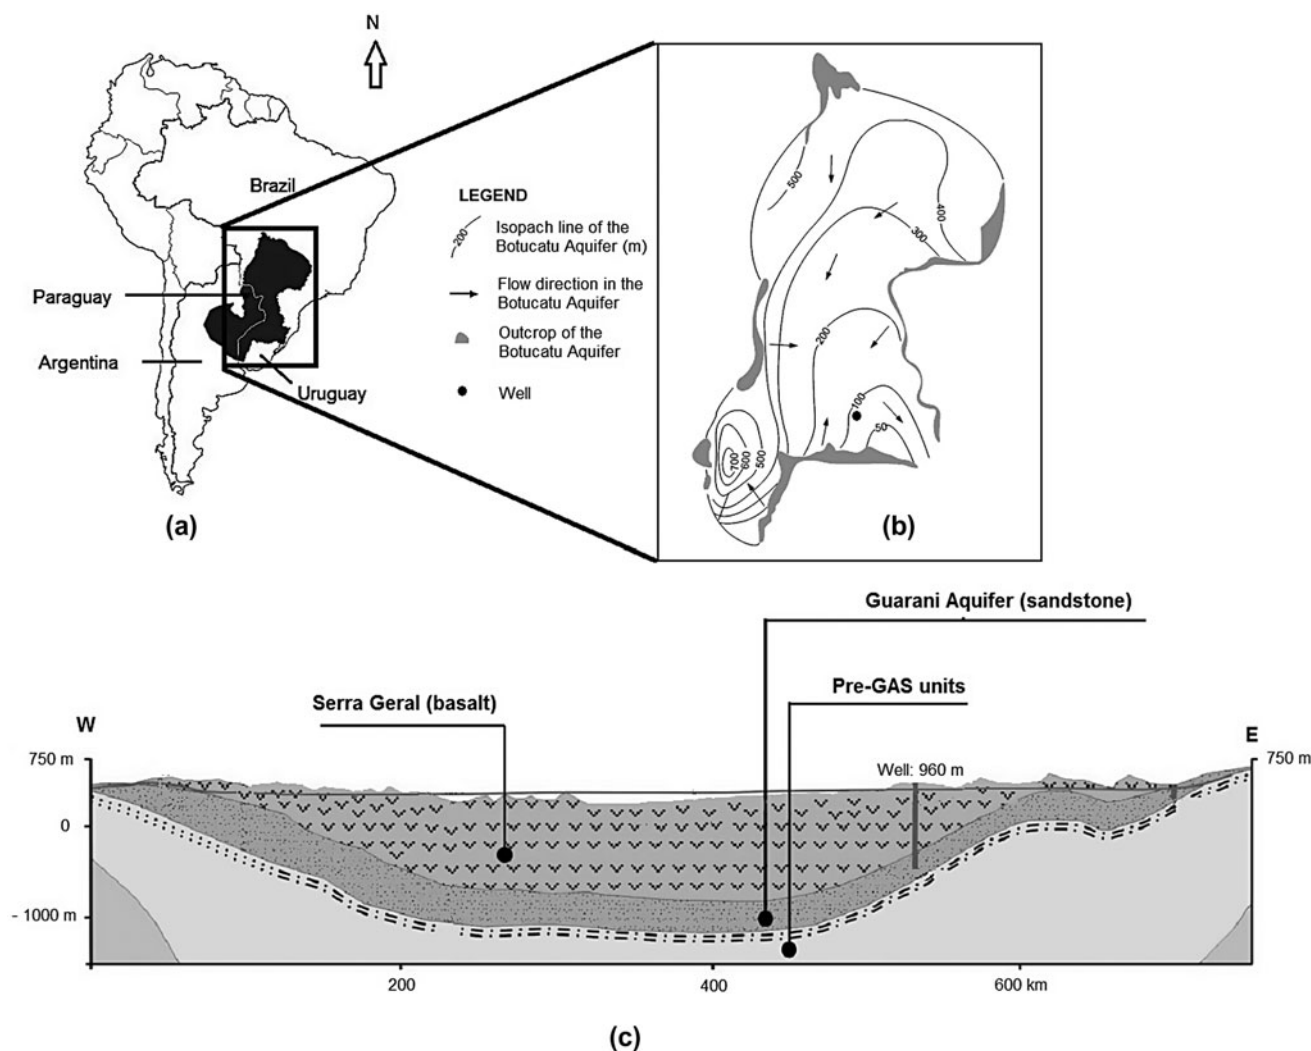 N
Brazil
Paraguay
Argentina
Uruguay
(a)
LEGEND
200
Isopach line of the
Botucatu Aquifer (m)
Flow direction in the
Botucatu Aquifer
Outcrop of the
Botucatu Aquifer
Well
500
400
300
200
100
50
700
600
500
(b)
Guarani Aquifer (sandstone)
Serra Geral (basalt)
Pre-GAS units
W
E
750 m
750 m
Well: 960 m
0
- 1000 m
200
400
600 km
(c)